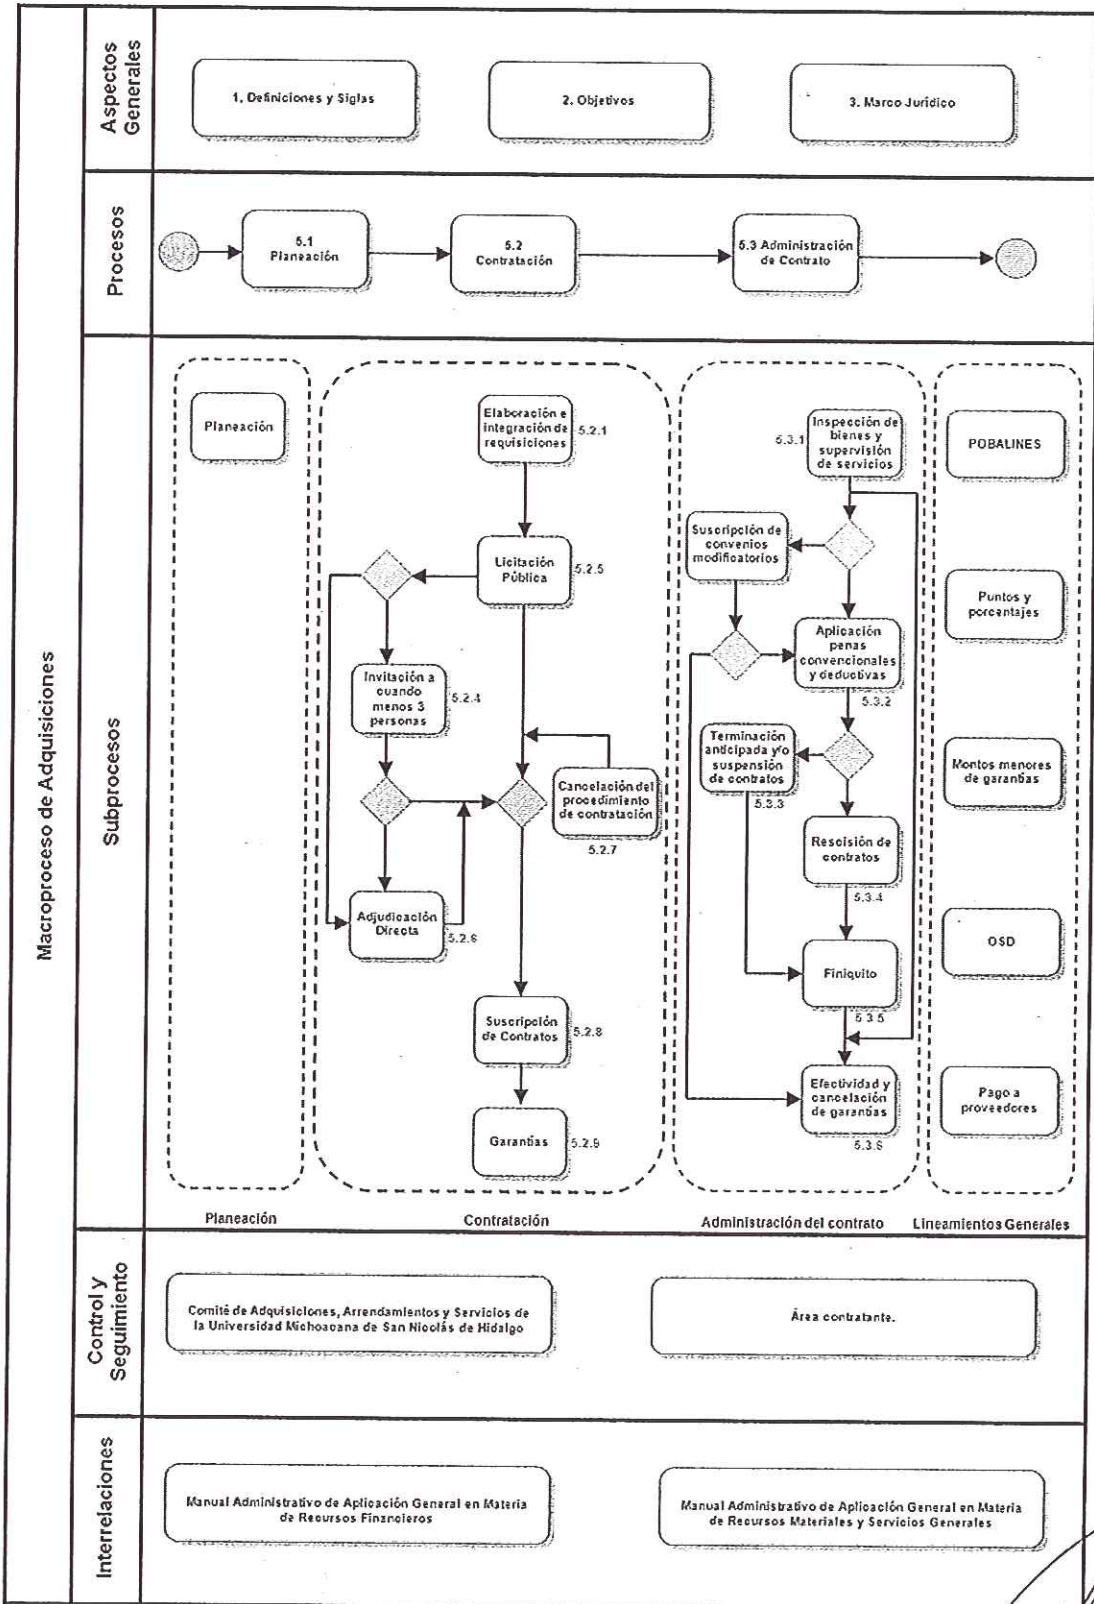 Macroproceso de Adquisiciones
Aspectos
Generales
1. Definiciones y Siglas
2. Objetivos
3. Marco Jurídico
Procesos
5.1
Planeación
5.2
Contratación
5.3 Administración
de Contrato
Subprocesos
Planeación
Elaboración e
integración de
requisiciones
5.2.1
Licitación
Pública
5.2.5
Invitación a
cuando
menos 3
personas
5.2.4
Cancelación del
procedimiento
de contratación
5.2.7
Adjudicación
Directa
5.2.6
Suscripción
de Contratos
5.2.8
Garantías
5.2.9
Inspección de
bienes y
supervisión
de servicios
5.3.1
Suscripción de
convenios
modificatorios
Aplicación
penas
convencionales
y deductivas
5.3.2
Terminación
anticipada y/o
suspensión
de contratos
5.3.3
Rescisión de
contratos
5.3.4
Finiquito
5.3.5
Efectividad y
cancelación
de garantías
5.3.6
POBALINES
Puntos y
porcentajes
Montos menores
de garantías
OSD
Pago a
proveedores
Planeación
Contratación
Administración del contrato
Lineamientos Generales
Control y
Seguimiento
Comité de Adquisiciones, Arrendamientos y Servicios de
la Universidad Michoacana de San Nicolás de Hidalgo
Área contratante.
Interrelaciones
Manual Administrativo de Aplicación General en Materia
de Recursos Financieros
Manual Administrativo de Aplicación General en Materia
de Recursos Materiales y Servicios Generales